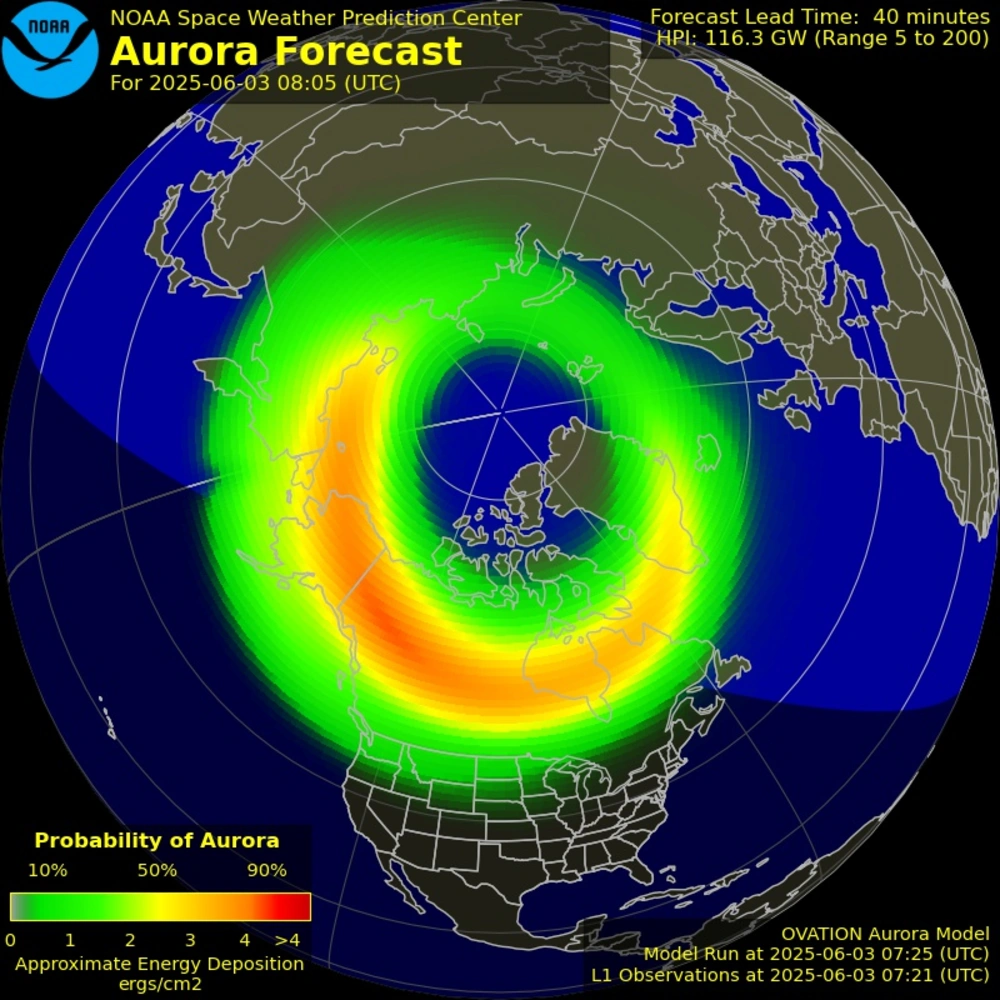 NOAA
NOAA Space Weather Prediction Center
Aurora Forecast
For 2025-06-03 08:05 (UTC)
Forecast Lead Time: 40 minutes
HPI: 116.3 GW (Range 5 to 200)
Probability of Aurora
10% 50% 90%
0 1 2 3 4 >4
Approximate Energy Deposition
ergs/cm2
OVATION Aurora Model
Model Run at 2025-06-03 07:25 (UTC)
L1 Observations at 2025-06-03 07:21 (UTC)